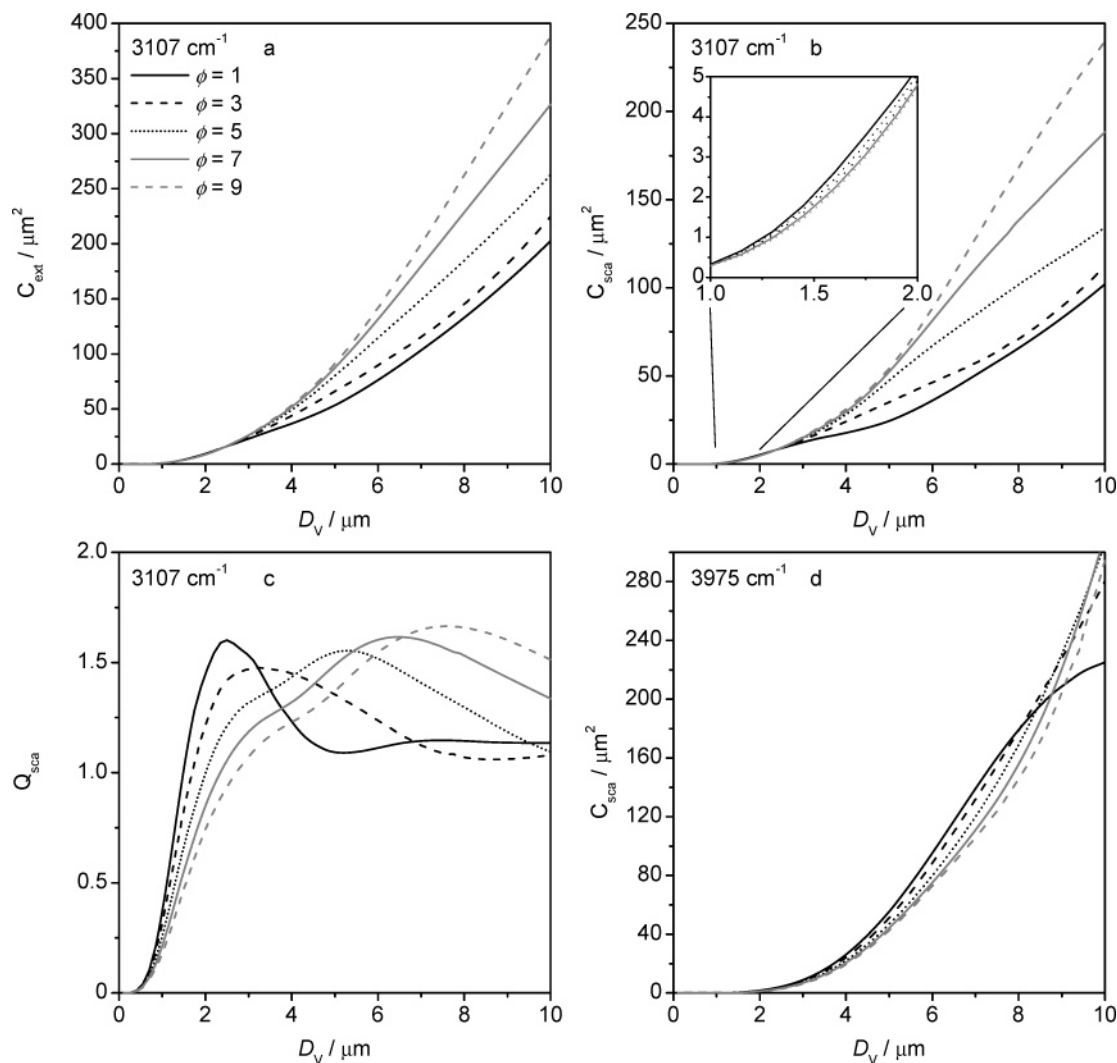 3107 cm⁻¹ a
ϕ = 1
ϕ = 3
ϕ = 5
ϕ = 7
ϕ = 9
400
350
300
250
200
150
100
50
0
C_ext / μm²
0 2 4 6 8 10
D_V / μm
3107 cm⁻¹ b
250
200
150
100
50
0
C_sca / μm²
5
4
3
2
1
0
1.0 1.5 2.0
0 2 4 6 8 10
D_V / μm
3107 cm⁻¹ c
2.0
1.5
1.0
0.5
0
Q_sca
0 2 4 6 8 10
D_V / μm
3975 cm⁻¹ d
280
240
200
160
120
80
40
0
C_sca / μm²
0 2 4 6 8 10
D_V / μm